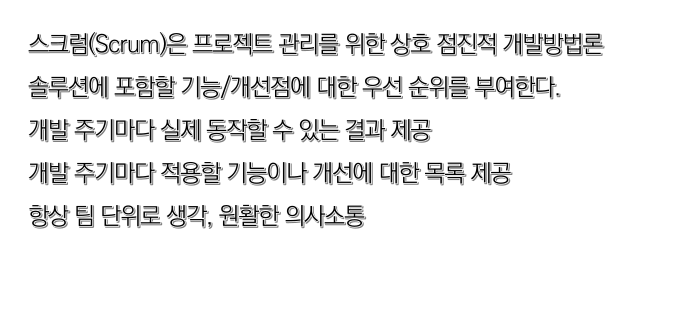 스크럼(Scrum)은 프로젝트 관리를 위한 상호 점진적 개발방법론
솔루션에 포함할 기능/개선점에 대한 우선 순위를 부여한다.
개발 주기마다 실제 동작할 수 있는 결과 제공
개발 주기마다 적용할 기능이나 개선에 대한 목록 제공
항상 팀 단위로 생각, 원활한 의사소통